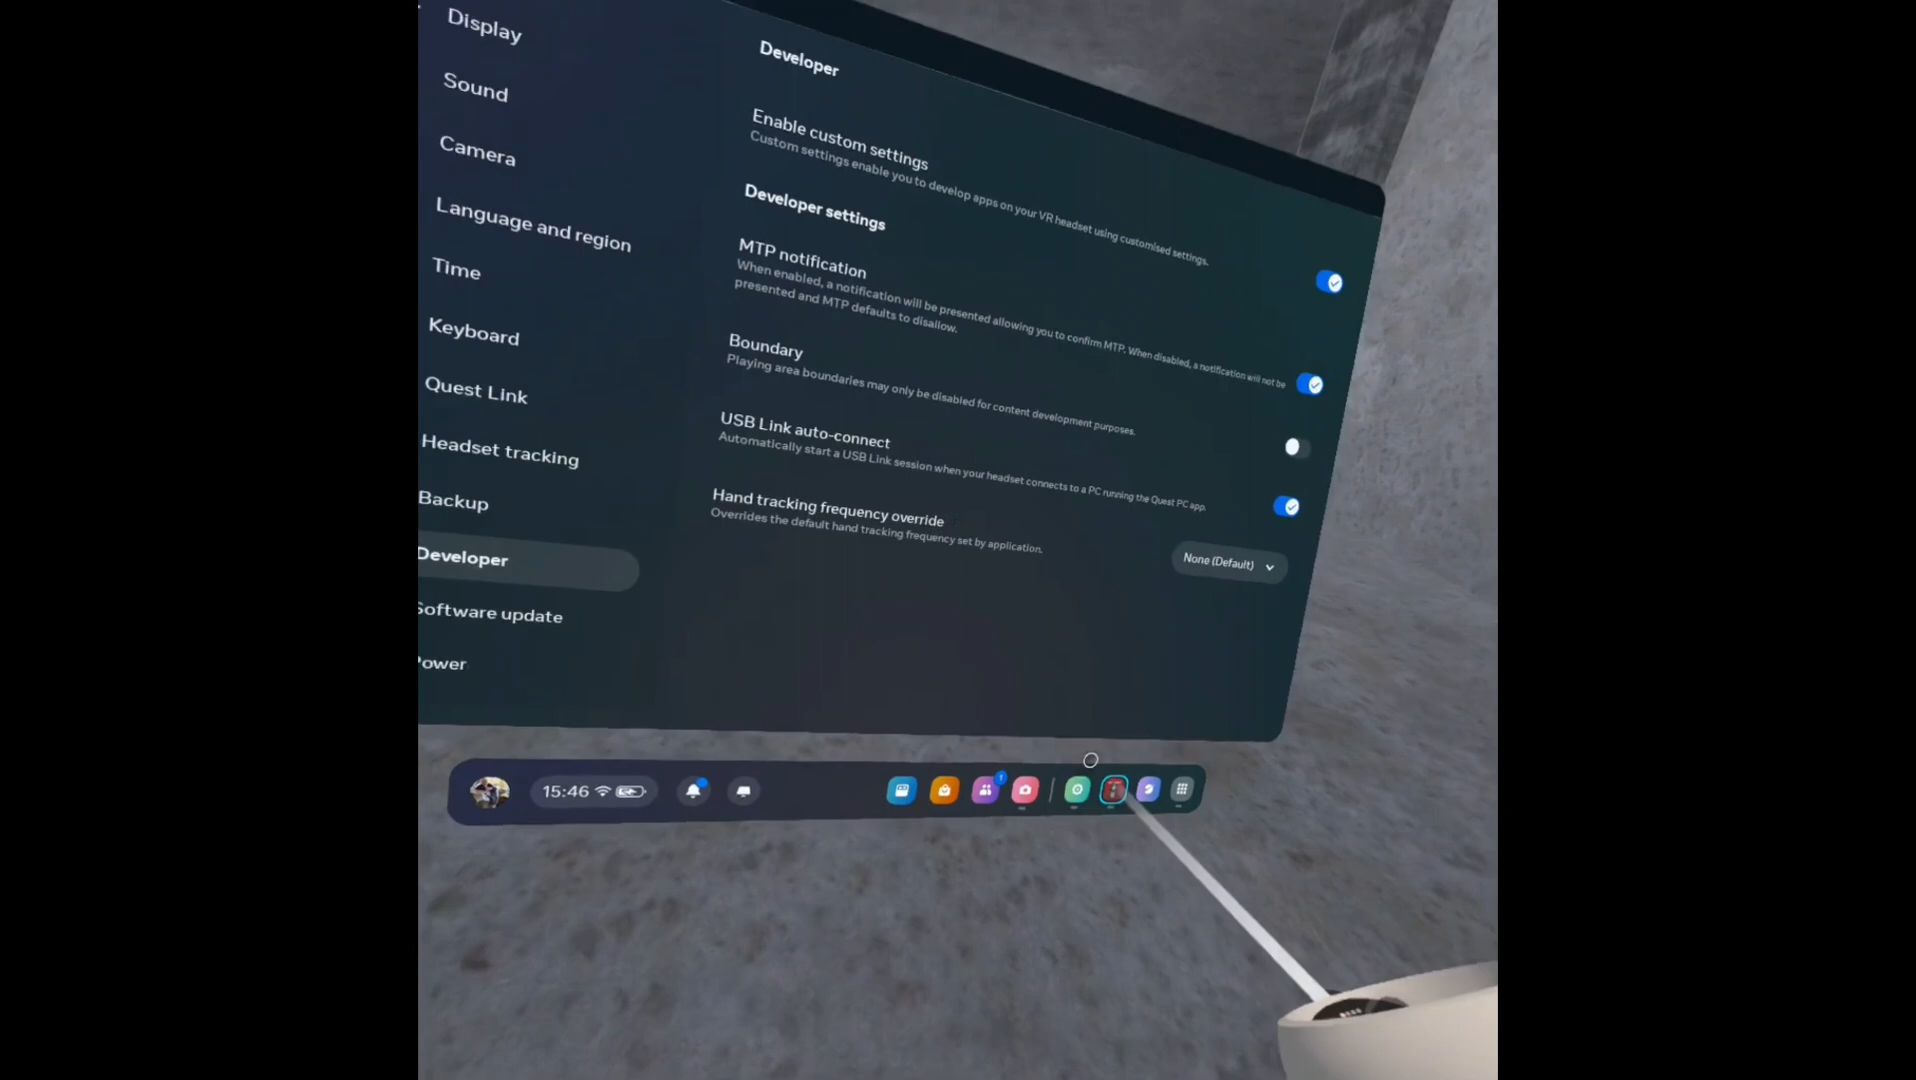 Display
Sound
Camera
Language and region
Time
Keyboard
Quest Link
Headset tracking
Backup
Developer
Software update
Power
Developer
Enable custom settings
Custom settings enable you to develop apps on your VR headset using customised settings.
Developer settings
MTP notification
When enabled, a notification will be presented allowing you to confirm MTP. When disabled, a notification will not be
presented and MTP defaults to disallow.
Boundary
Playing area boundaries may only be disabled for content development purposes.
USB Link auto-connect
Automatically start a USB Link session when your headset connects to a PC running the Quest PC app.
Hand tracking frequency override
Overrides the default hand tracking frequency set by application.
None (Default)
15:46
1